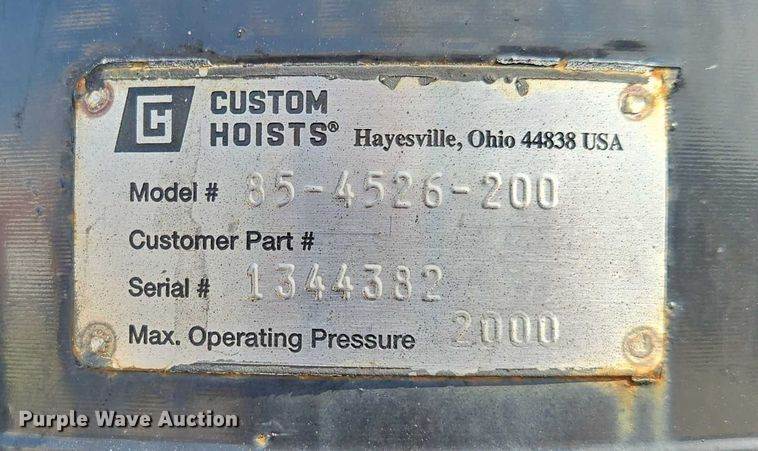 CUSTOM
HOISTS® Hayesville, Ohio 44838 USA
Model # 85-4526-200
Customer Part #
Serial # 1344382
Max. Operating Pressure 2000
Purple Wave Auction